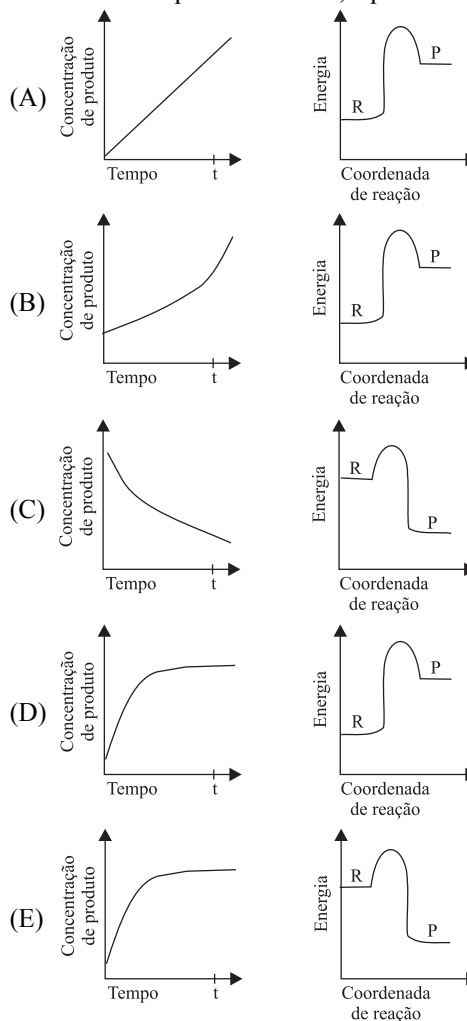 (A)
Concentração
de produto
Tempo
t
Energia
R
P
Coordenada
de reação
(B)
Concentração
de produto
Tempo
t
Energia
R
P
Coordenada
de reação
(C)
Concentração
de produto
Tempo
t
Energia
R
P
Coordenada
de reação
(D)
Concentração
de produto
Tempo
t
Energia
R
P
Coordenada
de reação
(E)
Concentração
de produto
Tempo
t
Energia
R
P
Coordenada
de reação